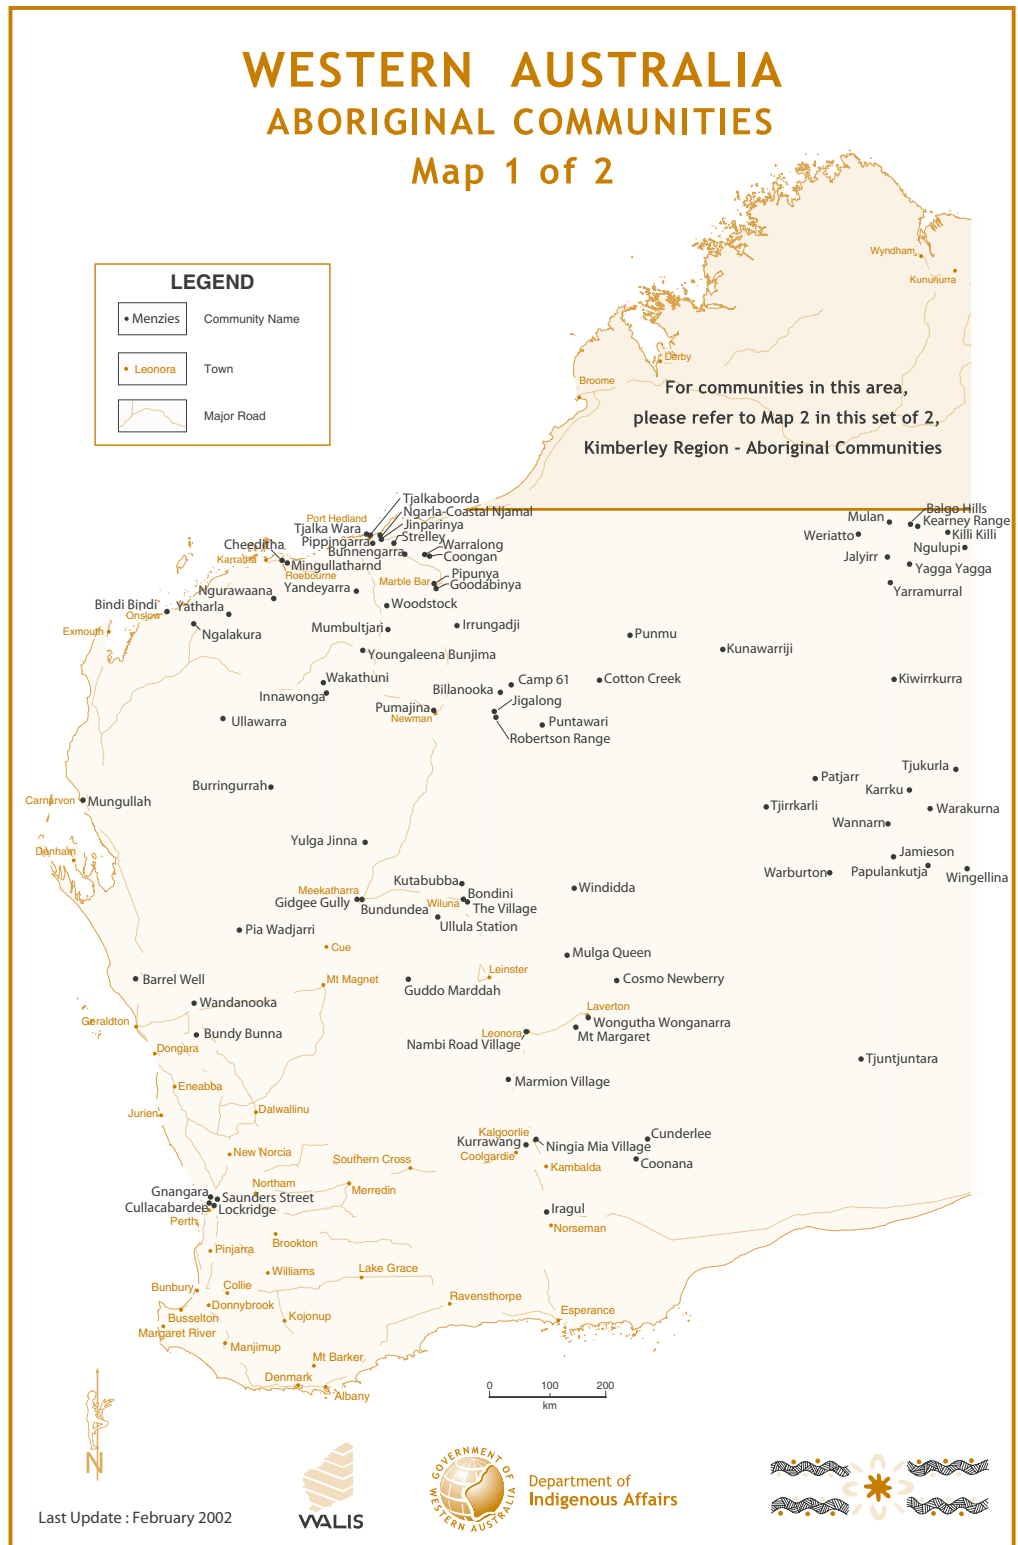 WESTERN AUSTRALIA
ABORIGINAL COMMUNITIES
Map 1 of 2
LEGEND
Menzies
Community Name
Leonora
Town
Major Road
Wyndham
Kununurra
Derby
Broome
For communities in this area,
please refer to Map 2 in this set of 2,
Kimberley Region - Aboriginal Communities
Tjalkaboorda
Ngarla-Coastal Njamal
Port Hedland
Jinparinya
Tjalka Wara
Strelley
Pippingarra
Bunnengarra
Warralong
Coongan
Cheeditha
Karratha
Mingullatharnd
Roebourne
Pipunya
Marble Bar
Goodabinya
Yandeyarra
Ngurawaana
Woodstock
Bindi Bindi
Yatharla
Onslow
Exmouth
Ngalakura
Mumbultjari
Irrungadji
Youngaleena Bunjima
Wakathuni
Innawonga
Billanooka
Camp 61
Jigalong
Pumajina
Newman
Puntawari
Robertson Range
Ullawarra
Punmu
Kunawarriji
Cotton Creek
Balgo Hills
Mulan
Kearney Range
Weriatto
Killi Killi
Ngulupi
Jalyirr
Yagga Yagga
Yarramurral
Kiwirrkurra
Tjukurla
Patjarr
Karrku
Tjirrkarli
Warakurna
Wannarn
Jamieson
Warburton
Papulankutja
Wingellina
Burringurrah
Carnarvon
Mungullah
Denham
Yulga Jinna
Kutabubba
Meekatharra
Bondini
Gidgee Gully
Wiluna
The Village
Bundundea
Ullula Station
Windidda
Pia Wadjarri
Cue
Mulga Queen
Barrel Well
Mt Magnet
Leinster
Guddo Marddah
Cosmo Newberry
Wandanooka
Laverton
Geraldton
Wongutha Wonganarra
Bundy Bunna
Leonora
Mt Margaret
Nambi Road Village
Dongara
Tjuntjuntara
Eneabba
Marmion Village
Jurien
Dalwallinu
Kalgoorlie
Cunderlee
Kurrawang
Ningia Mia Village
New Norcia
Southern Cross
Coolgardie
Coonana
Kambalda
Northam
Merredin
Gnangara
Saunders Street
Cullacabardee
Lockridge
Iragul
Perth
Norseman
Brookton
Pinjarra
Williams
Lake Grace
Bunbury
Collie
Donnybrook
Ravensthorpe
Busselton
Kojonup
Esperance
Margaret River
Manjimup
Mt Barker
Denmark
Albany
0 100 200
km
N
WALIS
GOVERNMENT OF
WESTERN AUSTRALIA
Department of
Indigenous Affairs
Last Update : February 2002